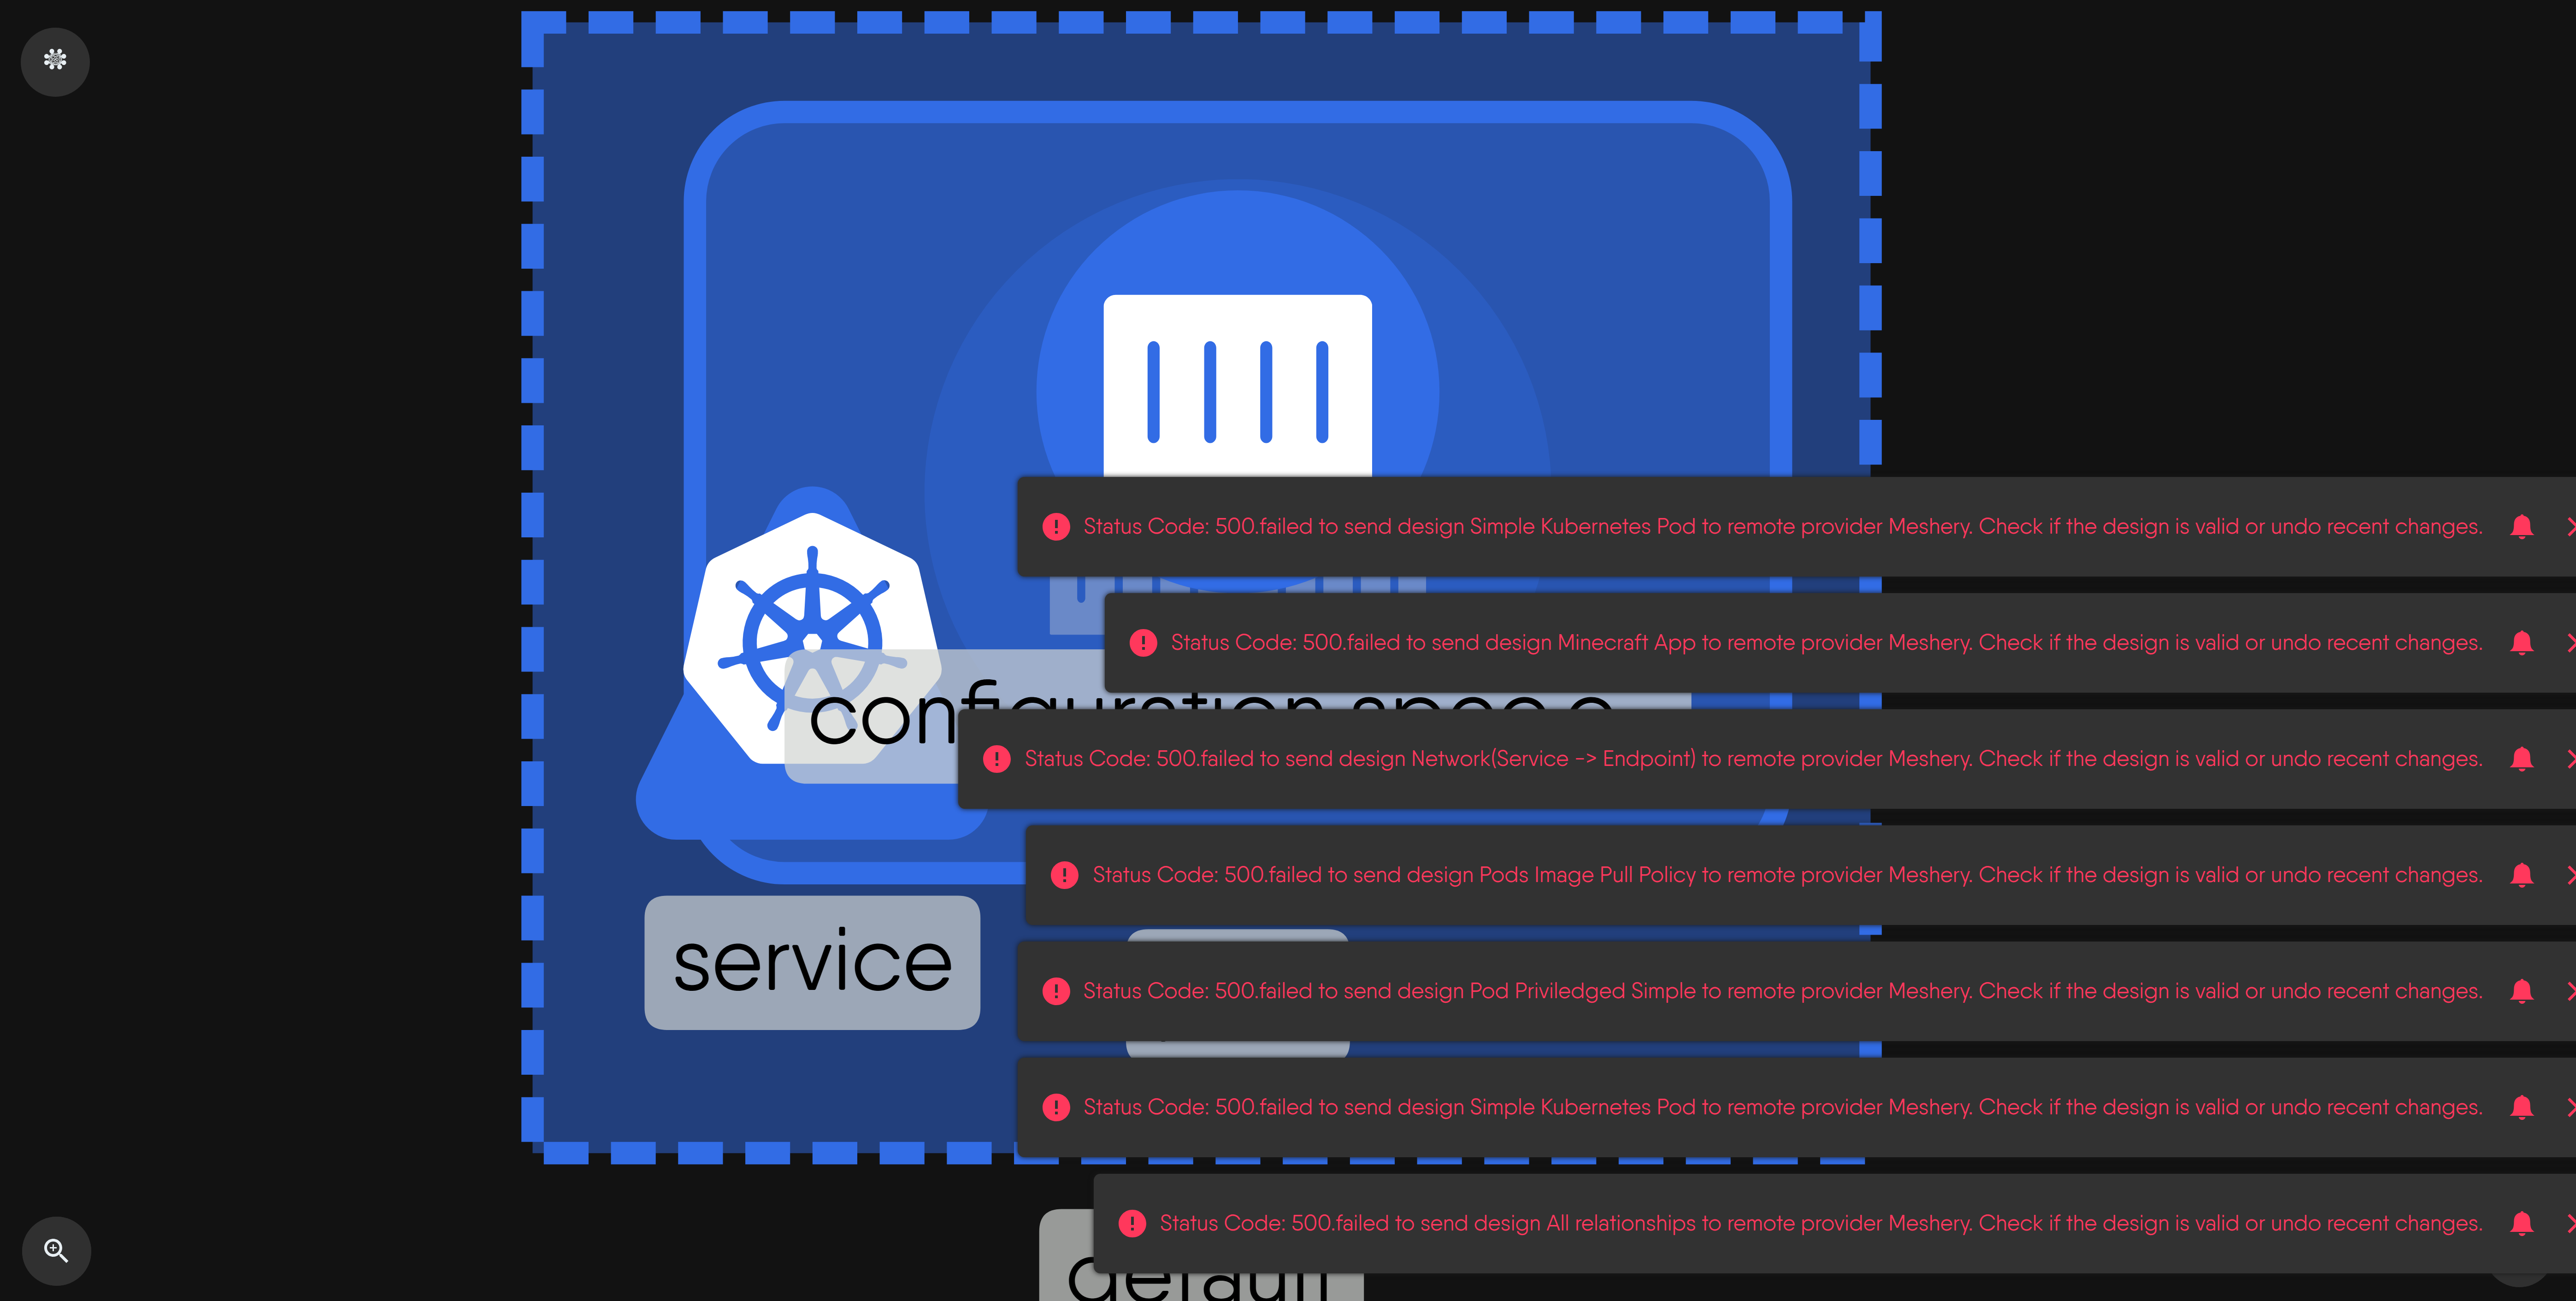 Status Code: 500.failed to send design Simple Kubernetes Pod to remote provider Meshery. Check if the design is valid or undo recent changes.
Status Code: 500.failed to send design Minecraft App to remote provider Meshery. Check if the design is valid or undo recent changes.
configuration spec c
Status Code: 500.failed to send design Network(Service -> Endpoint) to remote provider Meshery. Check if the design is valid or undo recent changes.
Status Code: 500.failed to send design Pods Image Pull Policy to remote provider Meshery. Check if the design is valid or undo recent changes.
service
Status Code: 500.failed to send design Pod Priviledged Simple to remote provider Meshery. Check if the design is valid or undo recent changes.
Status Code: 500.failed to send design Simple Kubernetes Pod to remote provider Meshery. Check if the design is valid or undo recent changes.
Status Code: 500.failed to send design All relationships to remote provider Meshery. Check if the design is valid or undo recent changes.
default